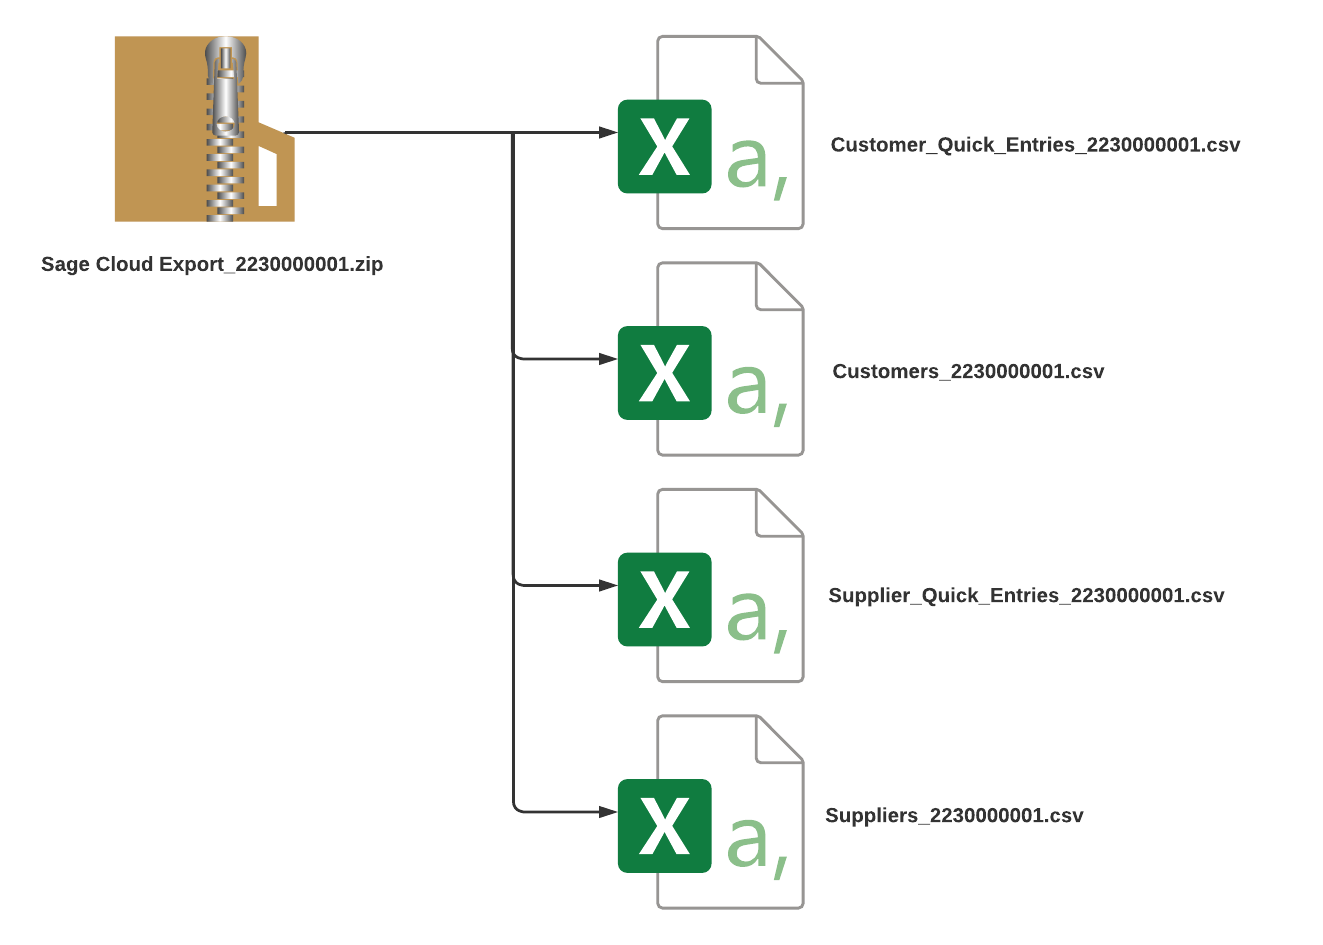 X
a,
Customer_Quick_Entries_2230000001.csv
Sage Cloud Export_2230000001.zip
X
a,
Customers_2230000001.csv
X
a,
Supplier_Quick_Entries_2230000001.csv
X
a,
Suppliers_2230000001.csv